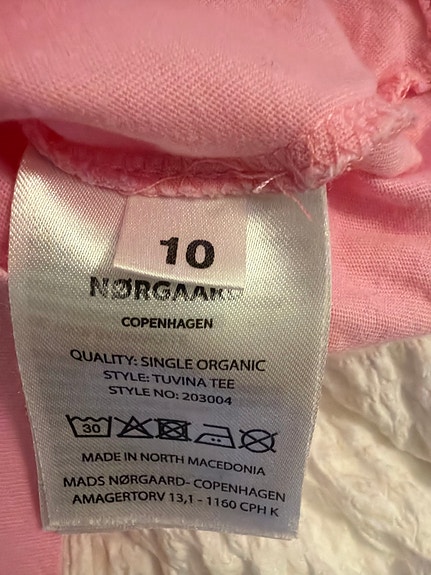 10
NØRGAARD
COPENHAGEN
QUALITY: SINGLE ORGANIC
STYLE: TUVINA TEE
STYLE NO: 203004
30
MADE IN NORTH MACEDONIA
MADS NØRGAARD- COPENHAGEN
AMAGERTORV 13,1 - 1160 CPH K